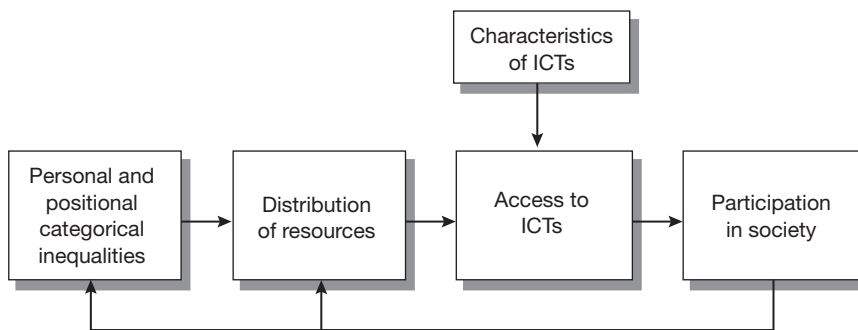 Characteristics
of ICTs
Personal and
positional
categorical
inequalities
Distribution
of resources
Access to
ICTs
Participation
in society